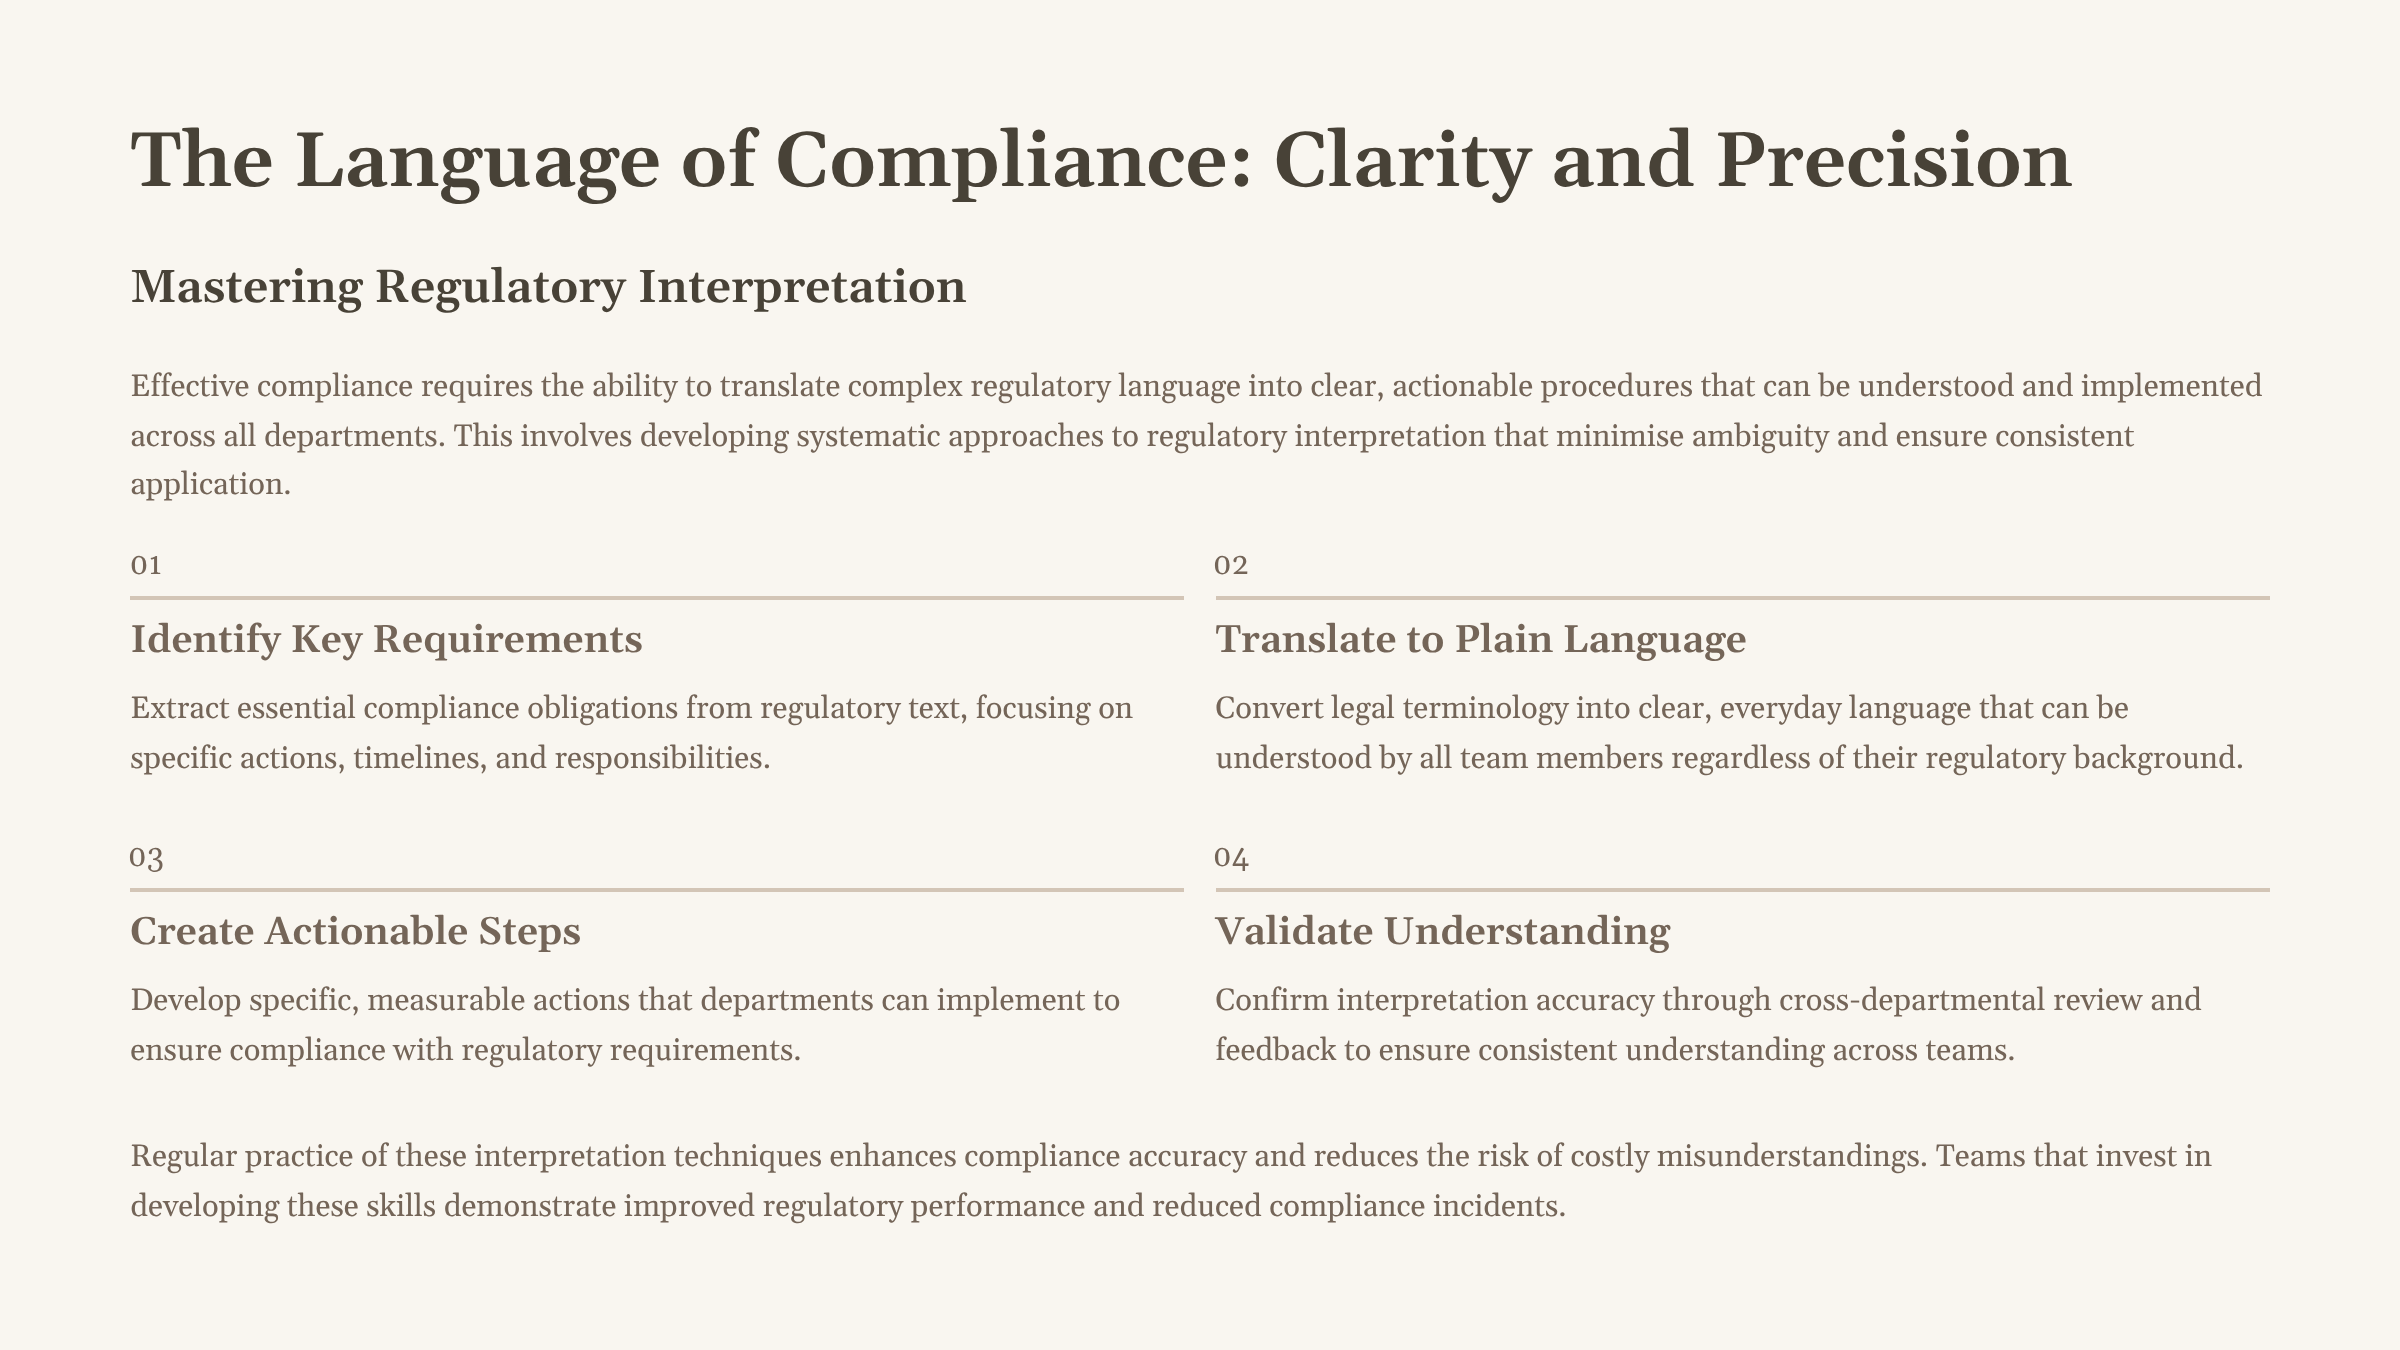 The Language of Compliance: Clarity and Precision
Mastering Regulatory Interpretation
Effective compliance requires the ability to translate complex regulatory language into clear, actionable procedures that can be understood and implemented
across all departments. This involves developing systematic approaches to regulatory interpretation that minimise ambiguity and ensure consistent
application.
01
Identify Key Requirements
Extract essential compliance obligations from regulatory text, focusing on
specific actions, timelines, and responsibilities.
02
Translate to Plain Language
Convert legal terminology into clear, everyday language that can be
understood by all team members regardless of their regulatory background.
03
Create Actionable Steps
Develop specific, measurable actions that departments can implement to
ensure compliance with regulatory requirements.
04
Validate Understanding
Confirm interpretation accuracy through cross-departmental review and
feedback to ensure consistent understanding across teams.
Regular practice of these interpretation techniques enhances compliance accuracy and reduces the risk of costly misunderstandings. Teams that invest in
developing these skills demonstrate improved regulatory performance and reduced compliance incidents.